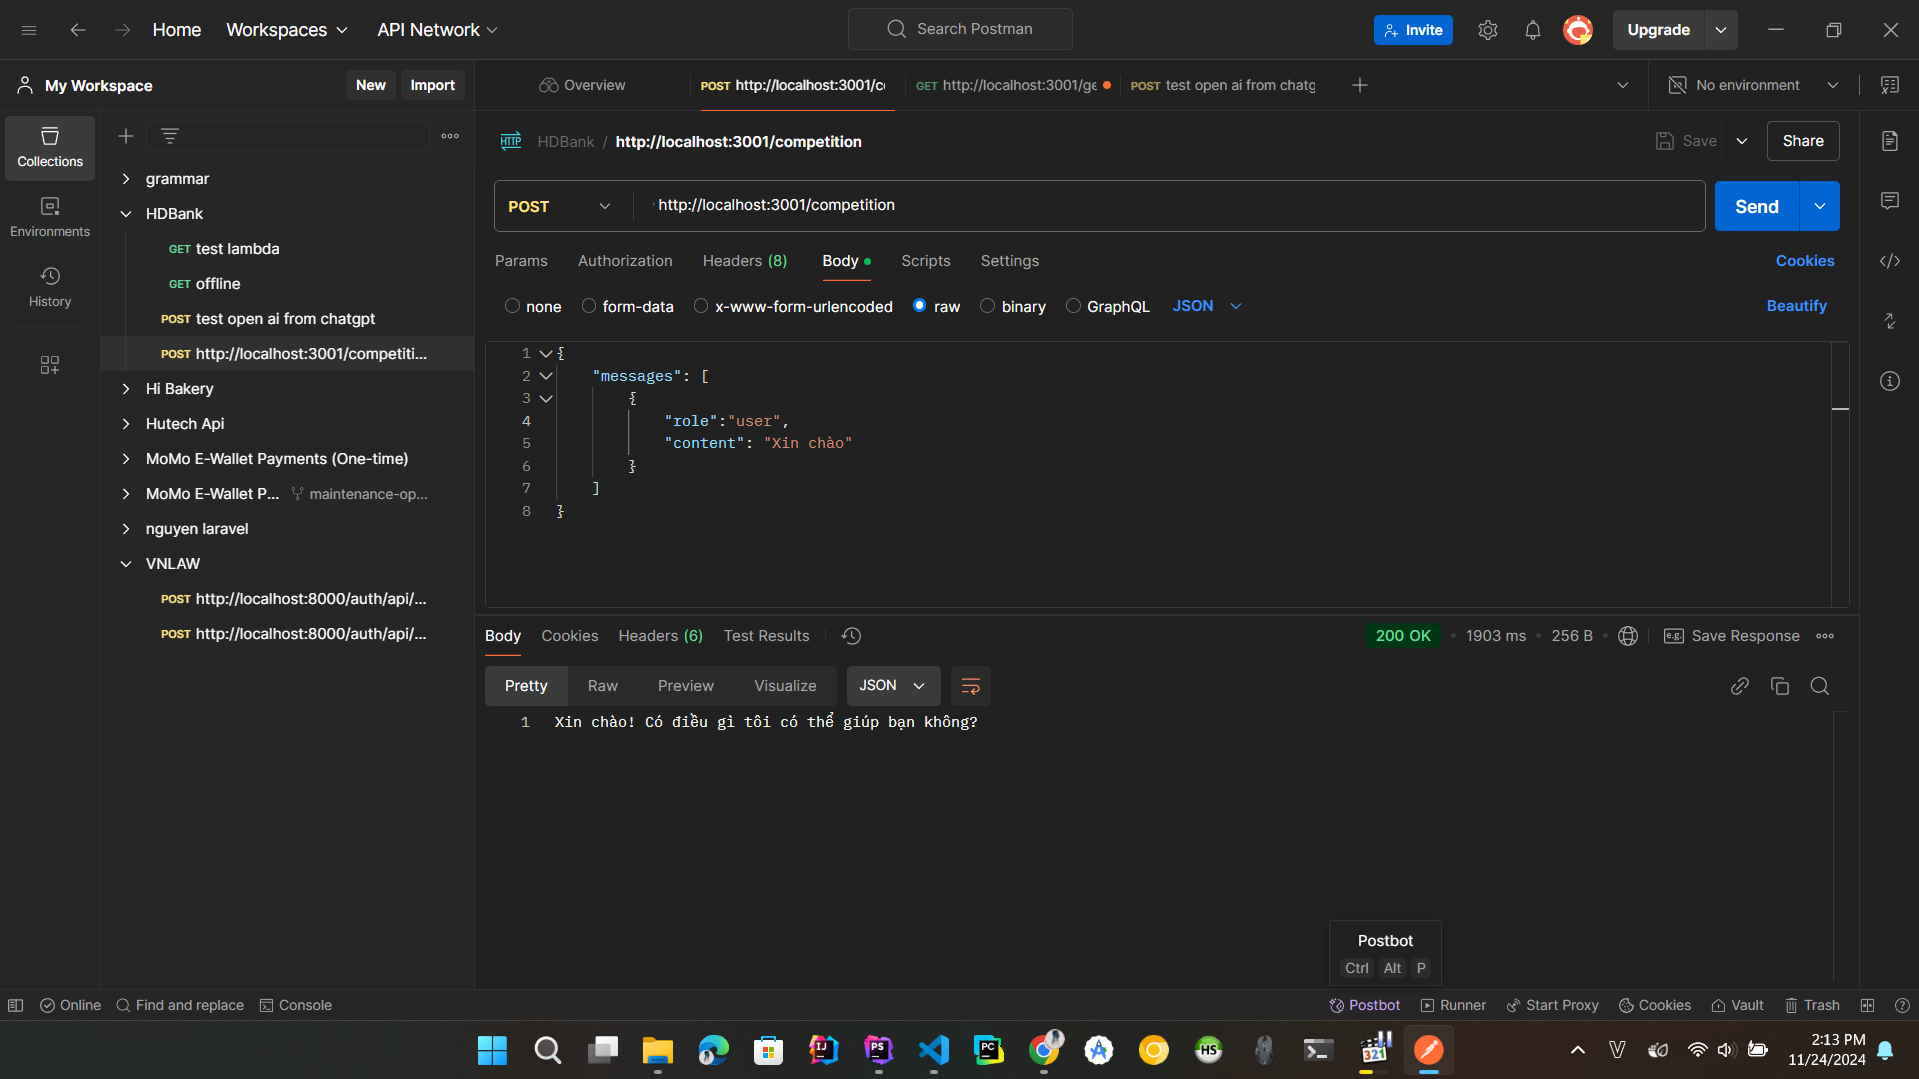 Home
Workspaces
API Network
Search Postman
Invite
Upgrade
My Workspace
New
Import
Overview
POST http://localhost:3001/c
GET http://localhost:3001/ge
POST test open ai from chatg
No environment
Collections
Environments
History
grammar
HDBank
GET test lambda
GET offline
POST test open ai from chatgpt
POST http://localhost:3001/competiti...
Hi Bakery
Hutech Api
MoMo E-Wallet Payments (One-time)
MoMo E-Wallet P... maintenance-op...
nguyen laravel
VNLAW
POST http://localhost:8000/auth/api/...
POST http://localhost:8000/auth/api/...
HTTP HDBank / http://localhost:3001/competition
Save
Share
POST http://localhost:3001/competition
Send
Params Authorization Headers (8) Body Scripts Settings
Cookies
none form-data x-www-form-urlencoded raw binary GraphQL JSON
Beautify
1 {
2 "messages": [
3 {
4 "role":"user",
5 "content": "Xin chào"
6 }
7 ]
8 }
Body Cookies Headers (6) Test Results
200 OK • 1903 ms • 256 B
e.g. Save Response
Pretty Raw Preview Visualize JSON
1 Xin chào! Có điều gì tôi có thể giúp bạn không?
Postbot
Ctrl Alt P
Online Find and replace Console
Postbot Runner Start Proxy Cookies Vault Trash
IJ
PS
PC
HS
321
V
2:13 PM
11/24/2024